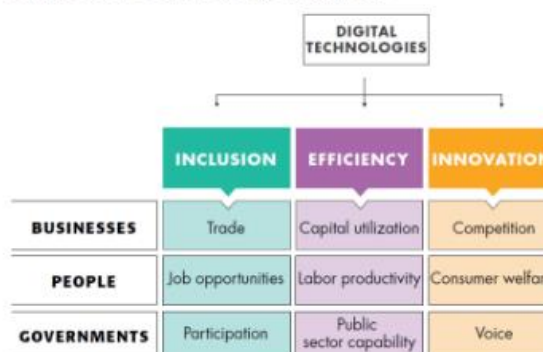 DIGITAL
TECHNOLOGIES
INCLUSION EFFICIENCY INNOVATION
BUSINESSES Trade Capital utilization Competition
PEOPLE Job opportunities Labor productivity Consumer welfar
GOVERNMENTS Participation Public
sector capability Voice